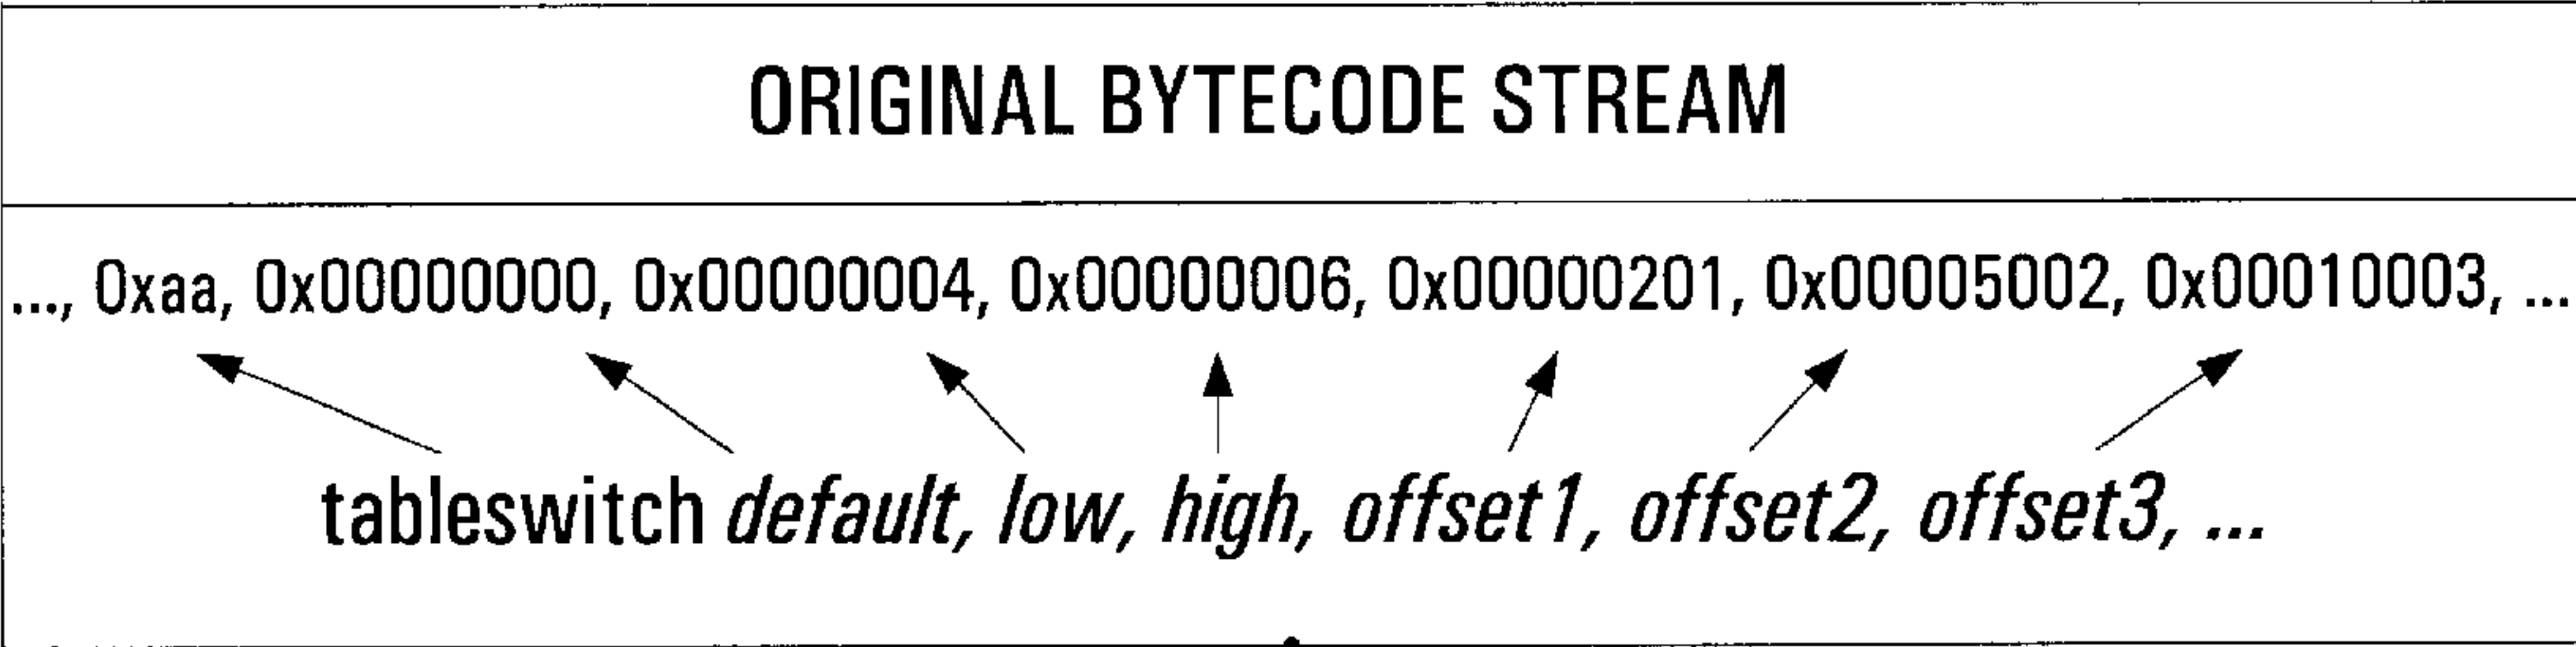 ORIGINAL BYTECODE STREAM
..., 0xaa, 0x00000000, 0x00000004, 0x00000006, 0x00000201, 0x00005002, 0x00010003, ...
tableswitch default, low, high, offset1, offset2, offset3, ...